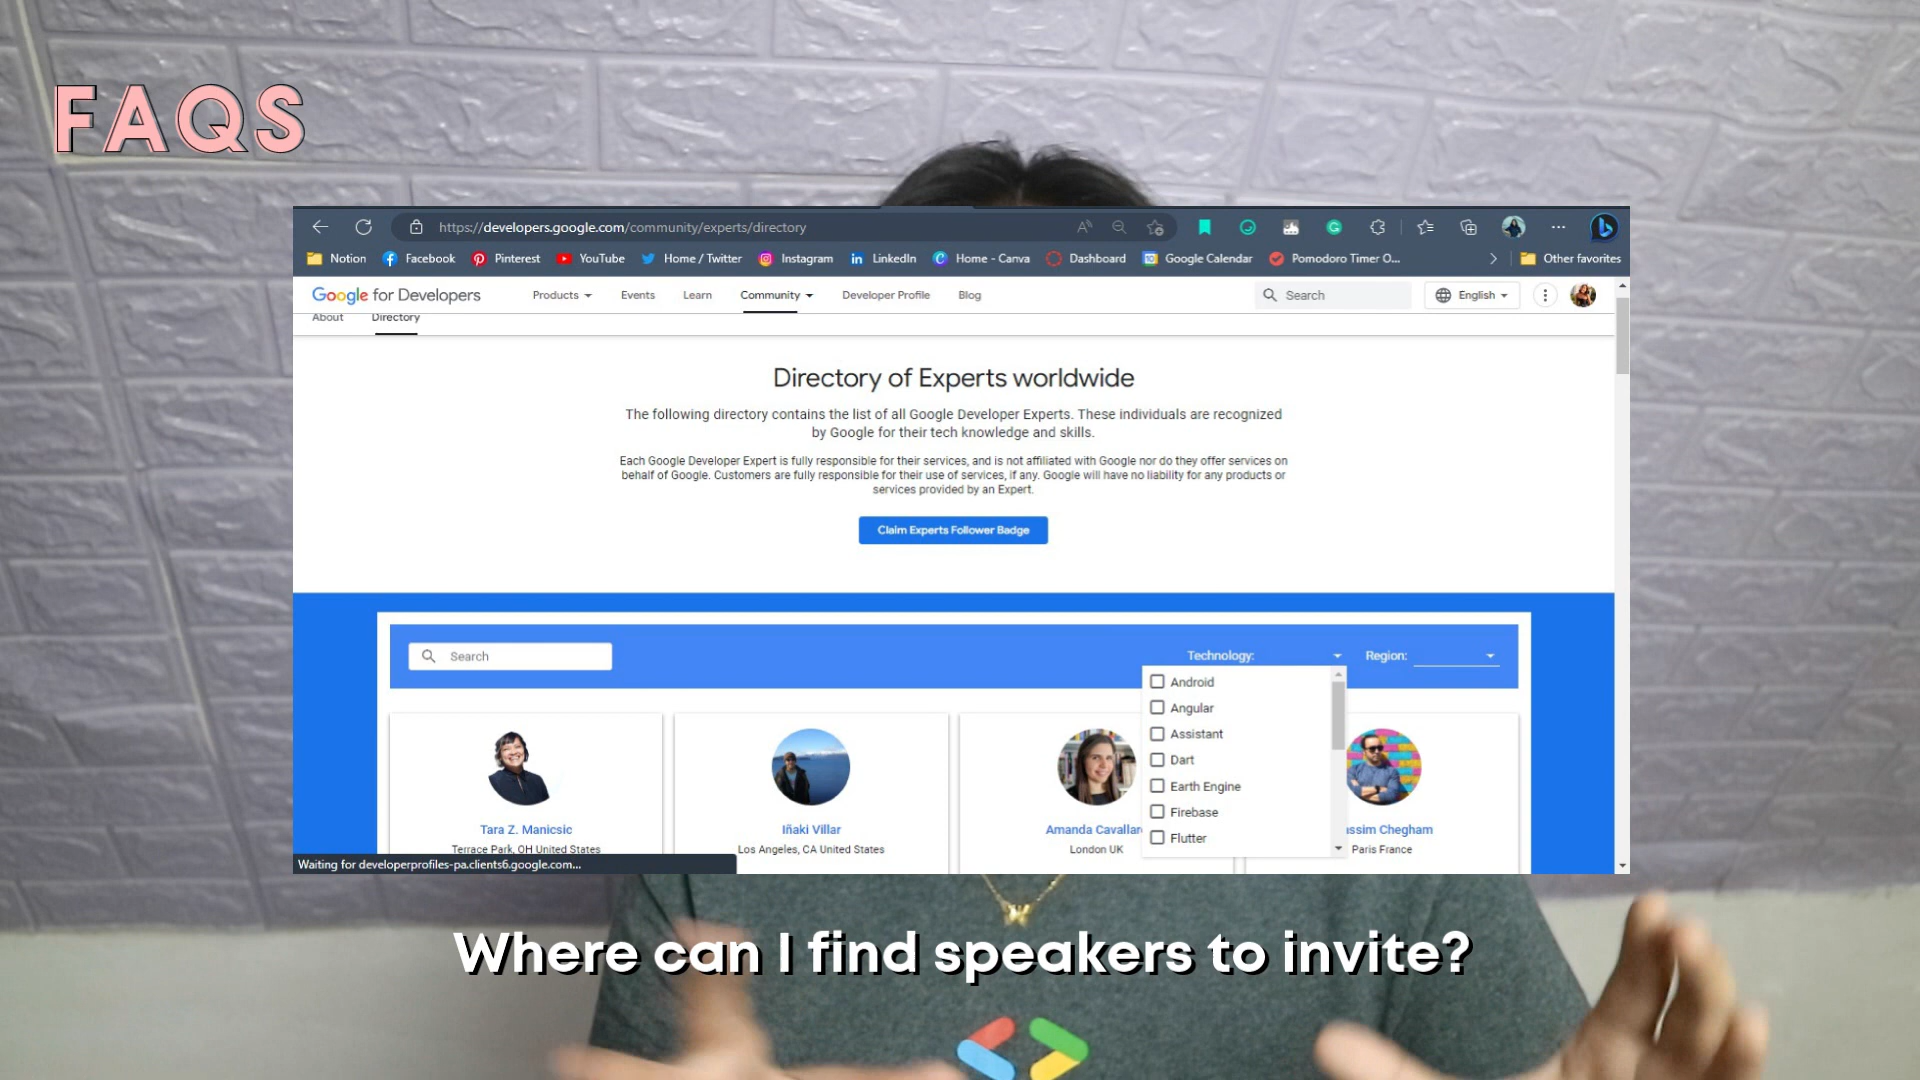 FAQS
https://developers.google.com/community/experts/directory
Notion Facebook Pinterest YouTube Home / Twitter Instagram LinkedIn Home - Canva Dashboard Google Calendar Pomodoro Timer O... Other favorites
Google for Developers Products Events Learn Community Developer Profile Blog Search English
About Directory
Directory of Experts worldwide
The following directory contains the list of all Google Developer Experts. These individuals are recognized
by Google for their tech knowledge and skills.
Each Google Developer Expert is fully responsible for their services, and is not affiliated with Google nor do they offer services on
behalf of Google. Customers are fully responsible for their use of services, if any. Google will have no liability for any products or
services provided by an Expert.
Claim Experts Follower Badge
Search Technology: Region:
Android
Angular
Assistant
Dart
Earth Engine
Firebase
Flutter
Tara Z. Manicsic Iñaki Villar Amanda Cavallar ssim Chegham
Terrace Park, OH United States Los Angeles, CA United States London UK Paris France
Waiting for developerprofiles-pa.clients6.google.com...
Where can I find speakers to invite?